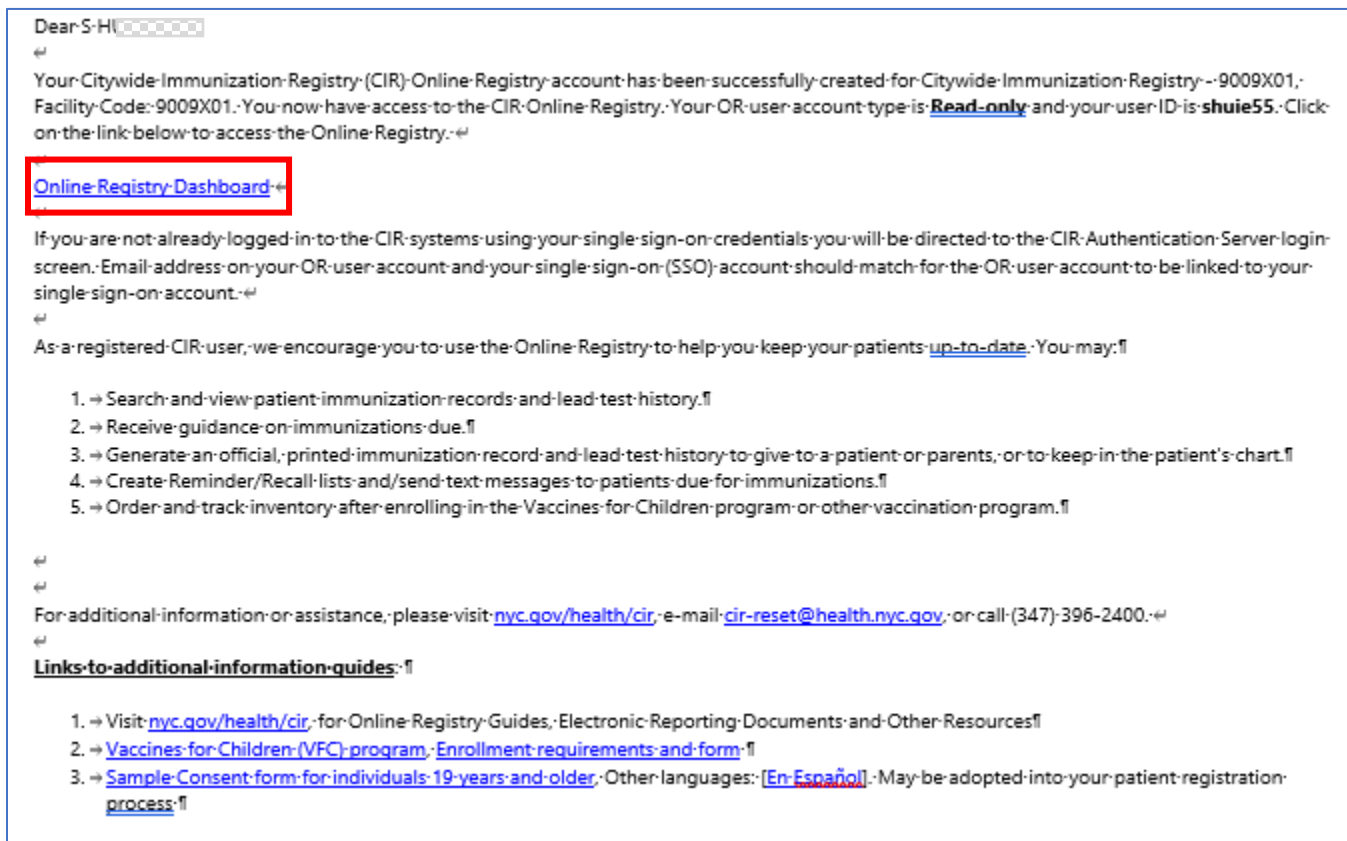 Dear S HU
Your Citywide Immunization Registry (CIR) Online Registry account has been successfully created for Citywide Immunization Registry - 9009X01,
Facility Code: 9009X01. You now have access to the CIR Online Registry. Your OR user account type is Read-only and your user ID is shuie55. Click
on the link below to access the Online Registry.
Online Registry Dashboard
If you are not already logged in to the CIR systems using your single sign-on credentials you will be directed to the CIR Authentication Server login
screen. Email address on your OR user account and your single sign-on (SSO) account should match for the OR user account to be linked to your
single sign-on account.
As a registered CIR user, we encourage you to use the Online Registry to help you keep your patients up-to-date. You may:¶
1. → Search and view patient immunization records and lead test history.¶
2. → Receive guidance on immunizations due.¶
3. → Generate an official, printed immunization record and lead test history to give to a patient or parents, or to keep in the patient's chart.¶
4. → Create Reminder/Recall lists and/send text messages to patients due for immunizations.¶
5. → Order and track inventory after enrolling in the Vaccines for Children program or other vaccination program.¶
For additional information or assistance, please visit nyc.gov/health/cir, e-mail cir-reset@health.nyc.gov, or call (347) 396-2400.
Links to additional information guides: ¶
1. → Visit nyc.gov/health/cir, for Online Registry Guides, Electronic Reporting Documents and Other Resources¶
2. → Vaccines for Children (VFC) program, Enrollment requirements and form ¶
3. → Sample Consent form for individuals 19 years and older, Other languages: [En Español]. May be adopted into your patient registration
process ¶